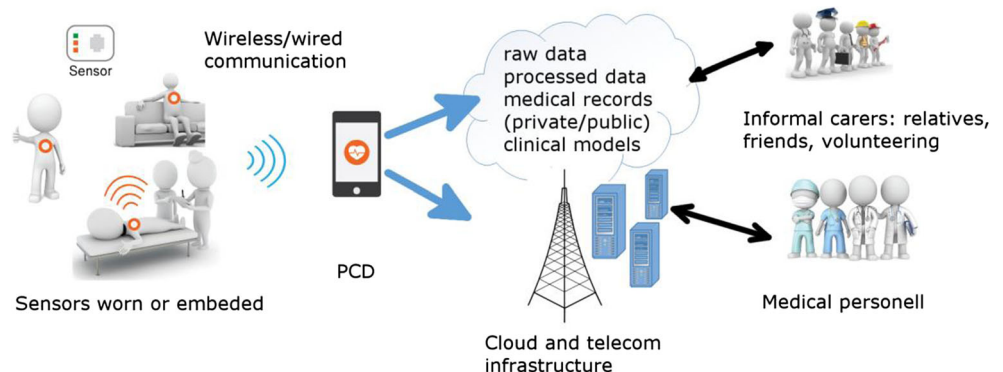 Sensor
Wireless/wired
communication
raw data
processed data
medical records
(private/public)
clinical models
Informal carers: relatives,
friends, volunteering
PCD
Sensors worn or embeded
Medical personell
Cloud and telecom
infrastructure